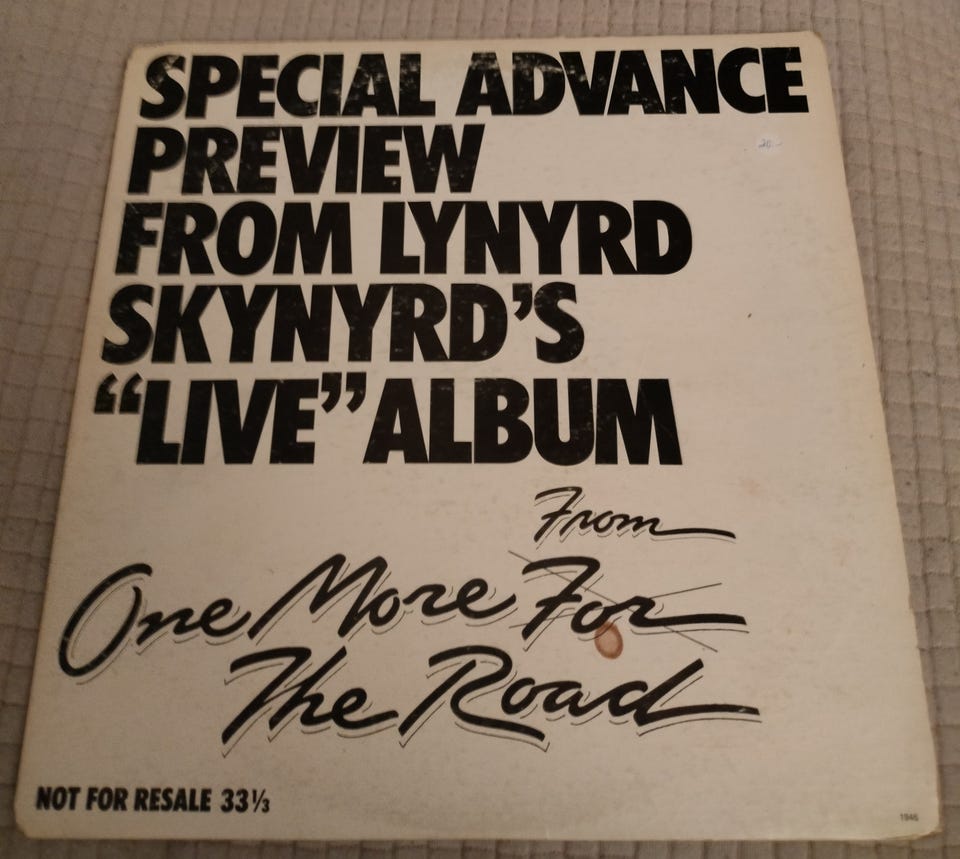 SPECIAL ADVANCE
PREVIEW
FROM LYNYRD
SKYNYRD'S
“LIVE” ALBUM
From
One More For
The Road
NOT FOR RESALE 33⅓
1946